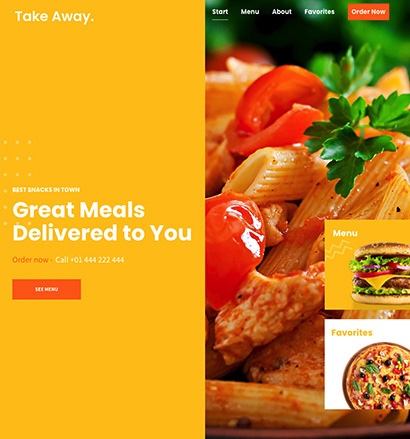 Take Away.
Start Menu About Favorites Order Now
BEST SNACKS IN TOWN
Great Meals
Delivered to You
Order now - Call +01 444 222 444
SEE MENU
Menu
Favorites